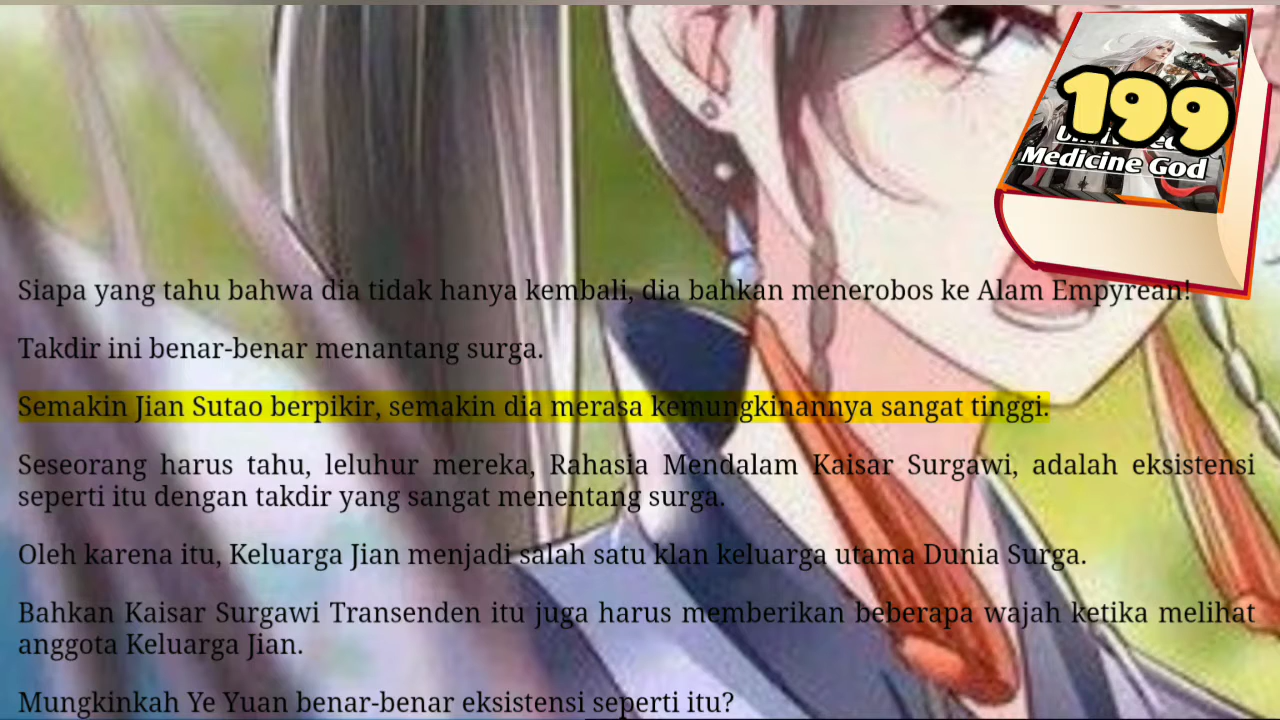 199
Medicine God
Siapa yang tahu bahwa dia tidak hanya kembali, dia bahkan menerobos ke Alam Empyrean!
Takdir ini benar-benar menantang surga.
Semakin Jian Sutao berpikir, semakin dia merasa kemungkinannya sangat tinggi.
Seseorang harus tahu, leluhur mereka, Rahasia Mendalam Kaisar Surgawi, adalah eksistensi
seperti itu dengan takdir yang sangat menentang surga.
Oleh karena itu, Keluarga Jian menjadi salah satu klan keluarga utama Dunia Surga.
Bahkan Kaisar Surgawi Transenden itu juga harus memberikan beberapa wajah ketika melihat
anggota Keluarga Jian.
Mungkinkah Ye Yuan benar-benar eksistensi seperti itu?